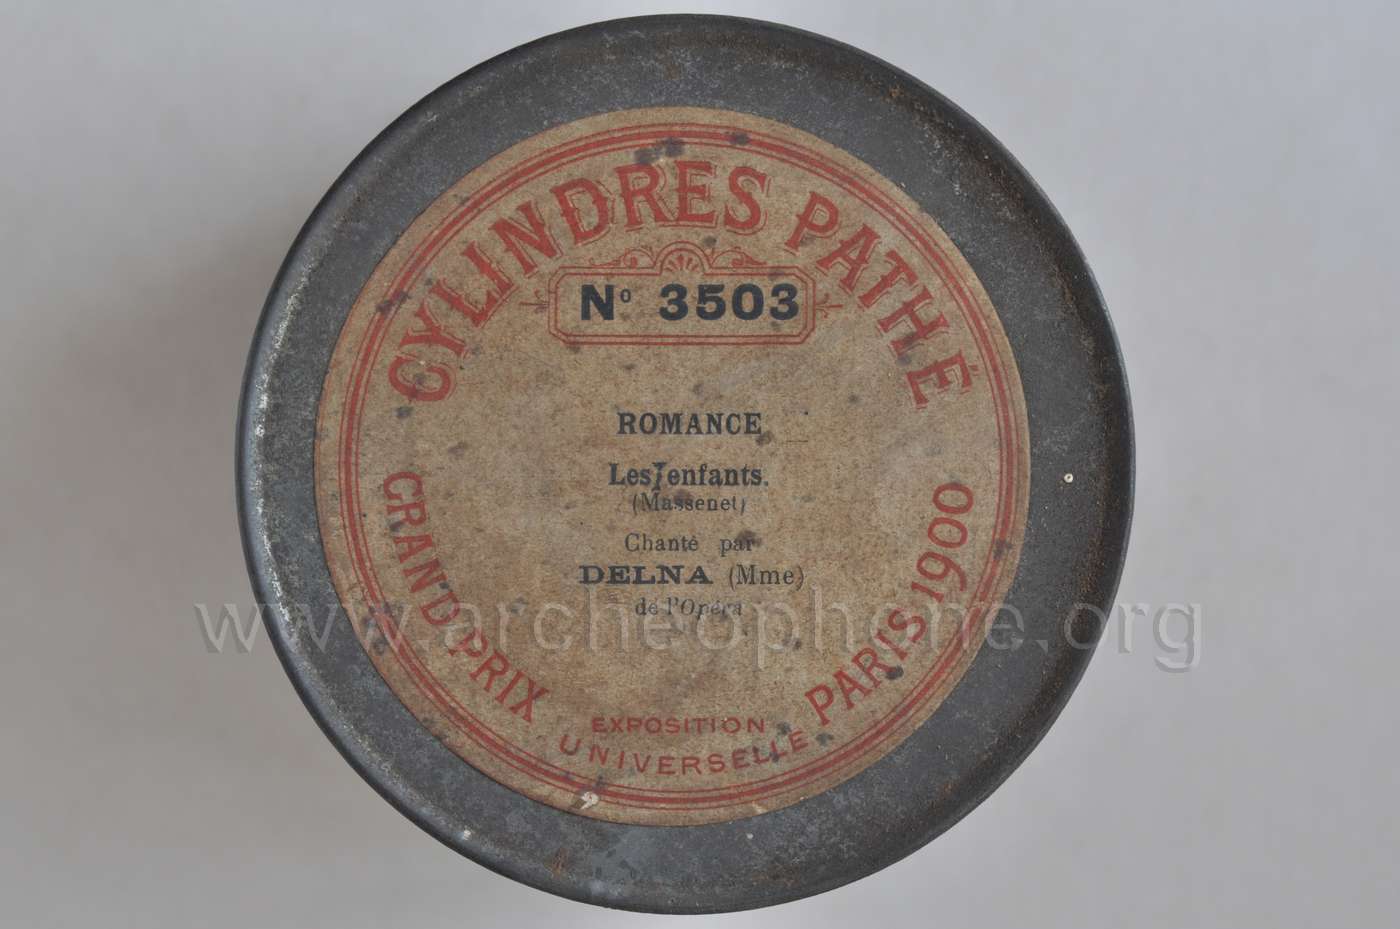 CYLINDRES PATHÉ
Nº 3503
ROMANCE
Les enfants.
(Massenet)
Chanté par
DELNA (Mme)
de l'Opéra
GRAND PRIX
EXPOSITION
UNIVERSELLE
PARIS 1900
www.archeophone.org